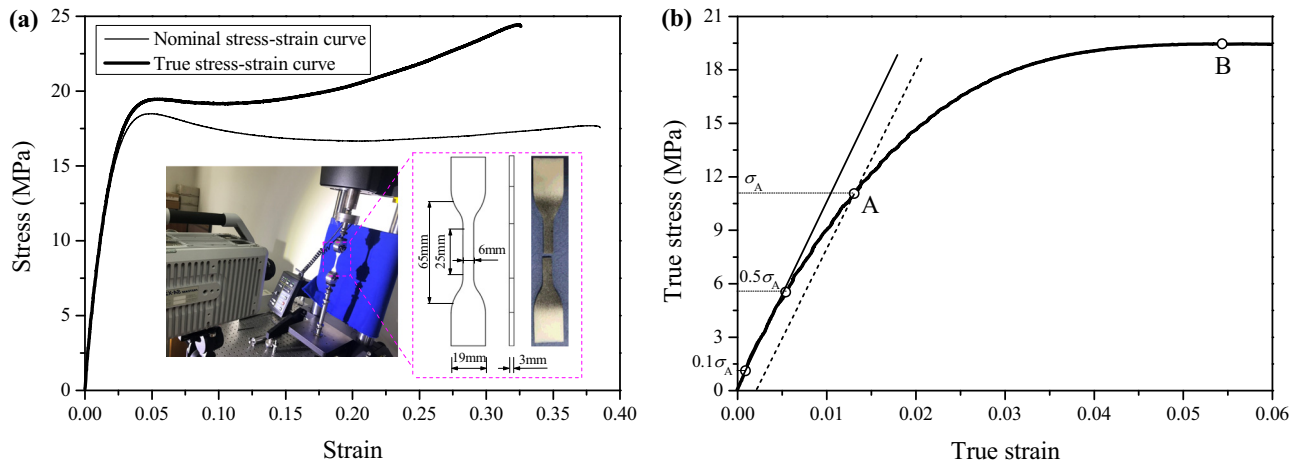 (a)
25
20
15
10
5
0
Stress (MPa)
Nominal stress-strain curve
True stress-strain curve
65mm
25mm
6mm
19mm
3mm
0.00 0.05 0.10 0.15 0.20 0.25 0.30 0.35 0.40
Strain
(b)
21
18
15
12
9
6
3
0
True stress (MPa)
σA
0.5σA
0.1σA
A
B
0.00 0.01 0.02 0.03 0.04 0.05 0.06
True strain